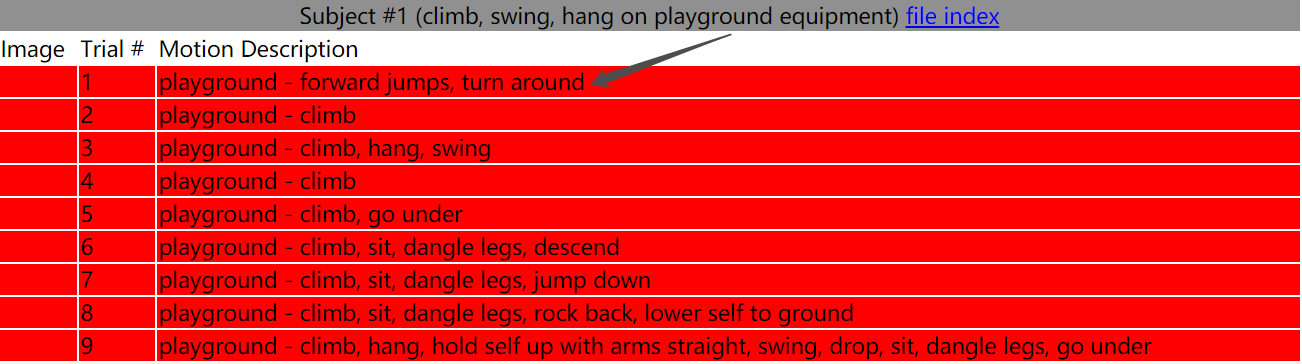 Subject #1 (climb, swing, hang on playground equipment) file index
Image Trial # Motion Description
1 playground - forward jumps, turn around
2 playground - climb
3 playground - climb, hang, swing
4 playground - climb
5 playground - climb, go under
6 playground - climb, sit, dangle legs, descend
7 playground - climb, sit, dangle legs, jump down
8 playground - climb, sit, dangle legs, rock back, lower self to ground
9 playground - climb, hang, hold self up with arms straight, swing, drop, sit, dangle legs, go under